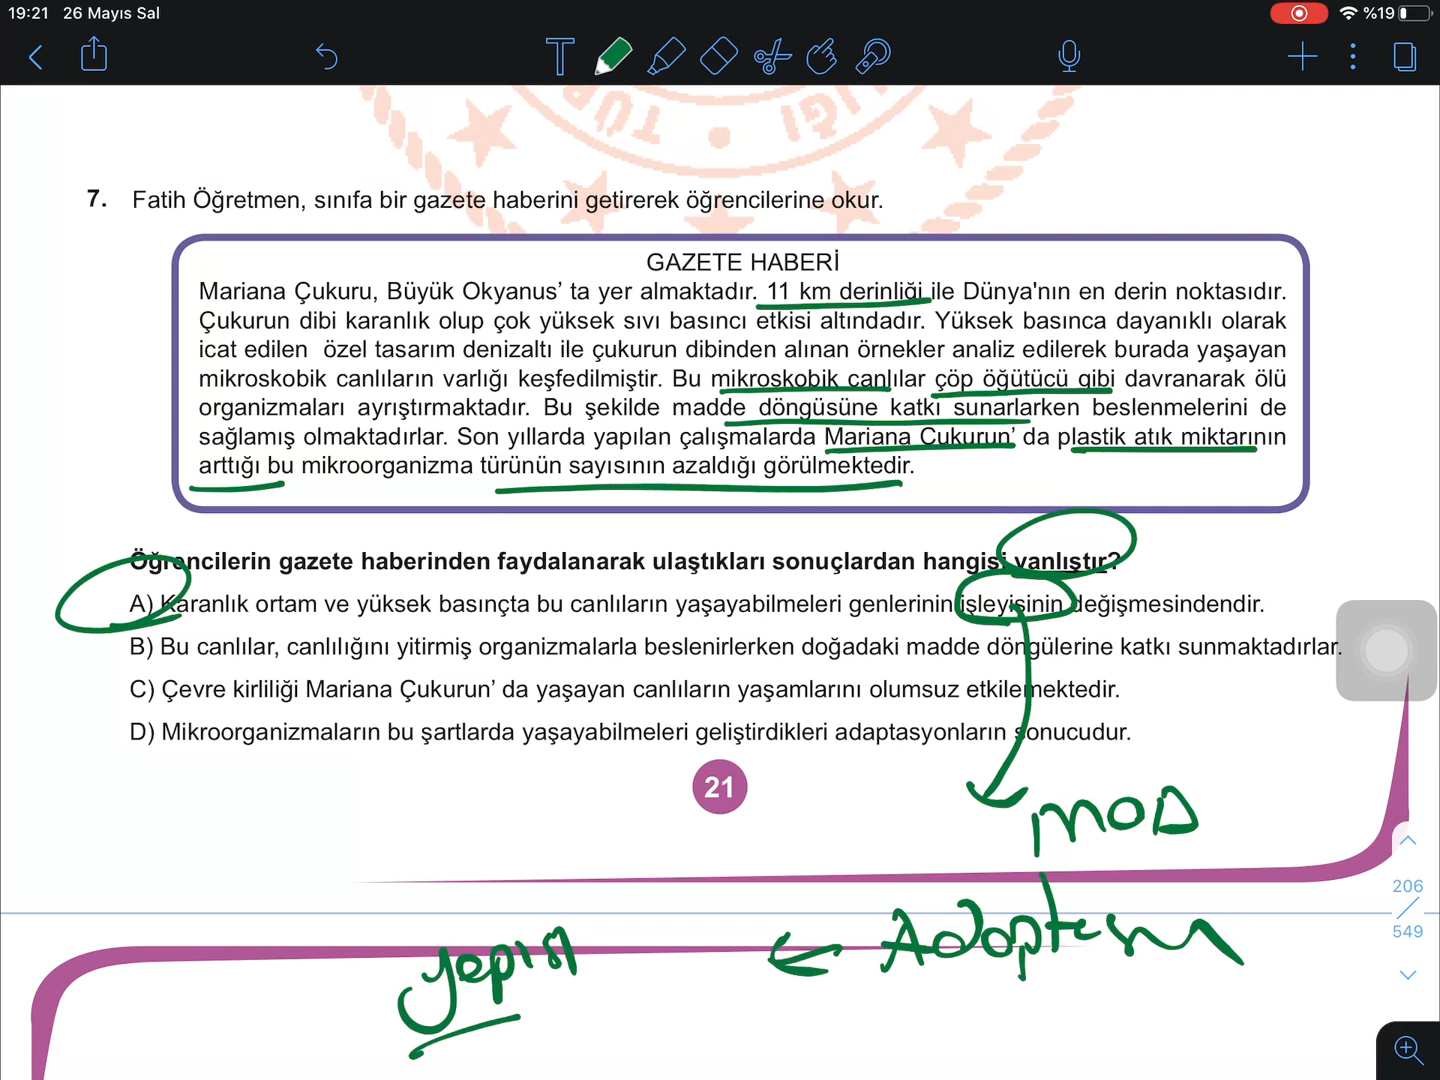 19:21 26 Mayıs Sal
%19
TÜR
LIĞI
7. Fatih Öğretmen, sınıfa bir gazete haberini getirerek öğrencilerine okur.
GAZETE HABERİ
Mariana Çukuru, Büyük Okyanus’ ta yer almaktadır. 11 km derinliği ile Dünya'nın en derin noktasıdır.
Çukurun dibi karanlık olup çok yüksek sıvı basıncı etkisi altındadır. Yüksek basınca dayanıklı olarak
icat edilen özel tasarım denizaltı ile çukurun dibinden alınan örnekler analiz edilerek burada yaşayan
mikroskobik canlıların varlığı keşfedilmiştir. Bu mikroskobik canlılar çöp öğütücü gibi davranarak ölü
organizmaları ayrıştırmaktadır. Bu şekilde madde döngüsüne katkı sunarlarken beslenmelerini de
sağlamış olmaktadırlar. Son yıllarda yapılan çalışmalarda Mariana Çukurun’ da plastik atık miktarının
arttığı bu mikroorganizma türünün sayısının azaldığı görülmektedir.
Öğrencilerin gazete haberinden faydalanarak ulaştıkları sonuçlardan hangisi yanlıştır?
A) Karanlık ortam ve yüksek basınçta bu canlıların yaşayabilmeleri genlerinin işleyişinin değişmesindendir.
B) Bu canlılar, canlılığını yitirmiş organizmalarla beslenirlerken doğadaki madde döngülerine katkı sunmaktadırlar.
C) Çevre kirliliği Mariana Çukurun’ da yaşayan canlıların yaşamlarını olumsuz etkilemektedir.
D) Mikroorganizmaların bu şartlarda yaşayabilmeleri geliştirdikleri adaptasyonların sonucudur.
21
MOD
206
549